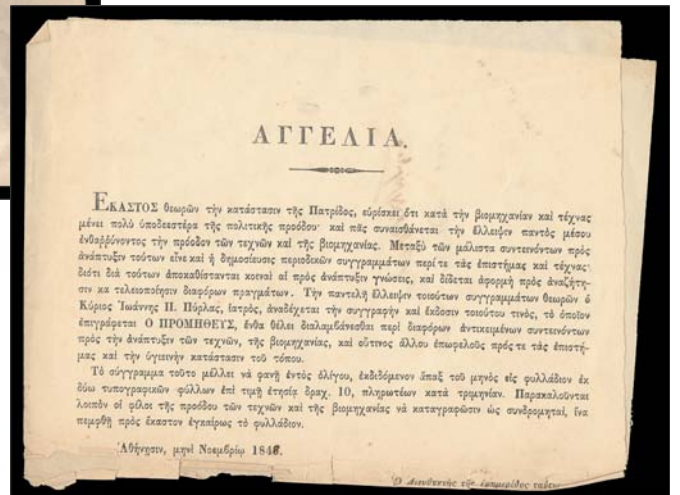 ΑΓΓΕΛΙΑ.
ΕΚΑΣΤΟΣ θεωρῶν τὴν κατάστασιν τῆς Πατρίδος, εὑρίσκει ὅτι κατὰ τὴν βιομηχανίαν καὶ τέχνας
μένει πολὺ ὑποδεεστέρα τῆς πολιτικῆς προόδου· καὶ πᾶς συναισθάνεται τὴν ἔλλειψιν παντὸς μέσου
ἐνθαῤῥύνοντος τὴν πρόοδον τῶν τεχνῶν καὶ τῆς βιομηχανίας. Μεταξὺ τῶν μάλιστα συντεινόντων πρὸς
ἀνάπτυξιν τούτων εἶνε καὶ ἡ δημοσίευσις περιοδικῶν συγγραμμάτων περί τε τὰς ἐπιστήμας καὶ τέχνας·
διότι διὰ τούτων ἀποκαθίστανται κοιναὶ αἱ πρὸς ἀνάπτυξιν γνώσεις, καὶ δίδεται ἀφορμὴ πρὸς ἀναζήτη-
σιν κα τελειοποίησιν διαφόρων πραγμάτων. Τὴν παντελῆ ἔλλειψιν τοιούτων συγγραμμάτων θεωρῶν ὁ
Κύριος Ἰωάννης Π. Πύρλας, ἰατρὸς, ἀναδέχεται τὴν συγγραφὴν καὶ ἔκδοσιν τοιούτου τινὸς, τὸ ὁποῖον
ἐπιγράφεται Ο ΠΡΟΜΗΘΕΥΣ, ἔνθα θέλει διαλαμβάνεσθαι περὶ διαφόρων ἀντικειμένων συντεινόντων
πρὸς τὴν ἀνάπτυξιν τῶν τεχνῶν, τῆς βιομηχανίας, καὶ οὕτινος ἄλλου ἐπωφελοῦς πρός τε τὰς ἐπιστή-
μας καὶ τὴν ὑγιεινὴν κατάστασιν τοῦ τόπου.
Τὸ σύγγραμμα τοῦτο μέλλει νὰ φανῇ ἐντὸς ὀλίγου, ἐκδιδόμενον ἅπαξ τοῦ μηνὸς εἰς φυλλάδιον ἐκ
δύω τυπογραφικῶν φύλλων ἐπὶ τιμῇ ἐτησίᾳ δραχ. 10, πληρωτέων κατὰ τριμηνίαν. Παρακαλοῦνται
λοιπὸν οἱ φίλοι τῆς προόδου τῶν τεχνῶν καὶ τῆς βιομηχανίας νὰ καταγραφῶσιν ὡς συνδρομηταὶ, ἵνα
πεμφθῇ πρὸς ἕκαστον ἐγκαίρως τὸ φυλλάδιον.
Ἀθήνησιν, μηνὶ Νοεμβρίῳ 1848.
Ὁ Διευθυντὴς τῆς ἐφημερίδος